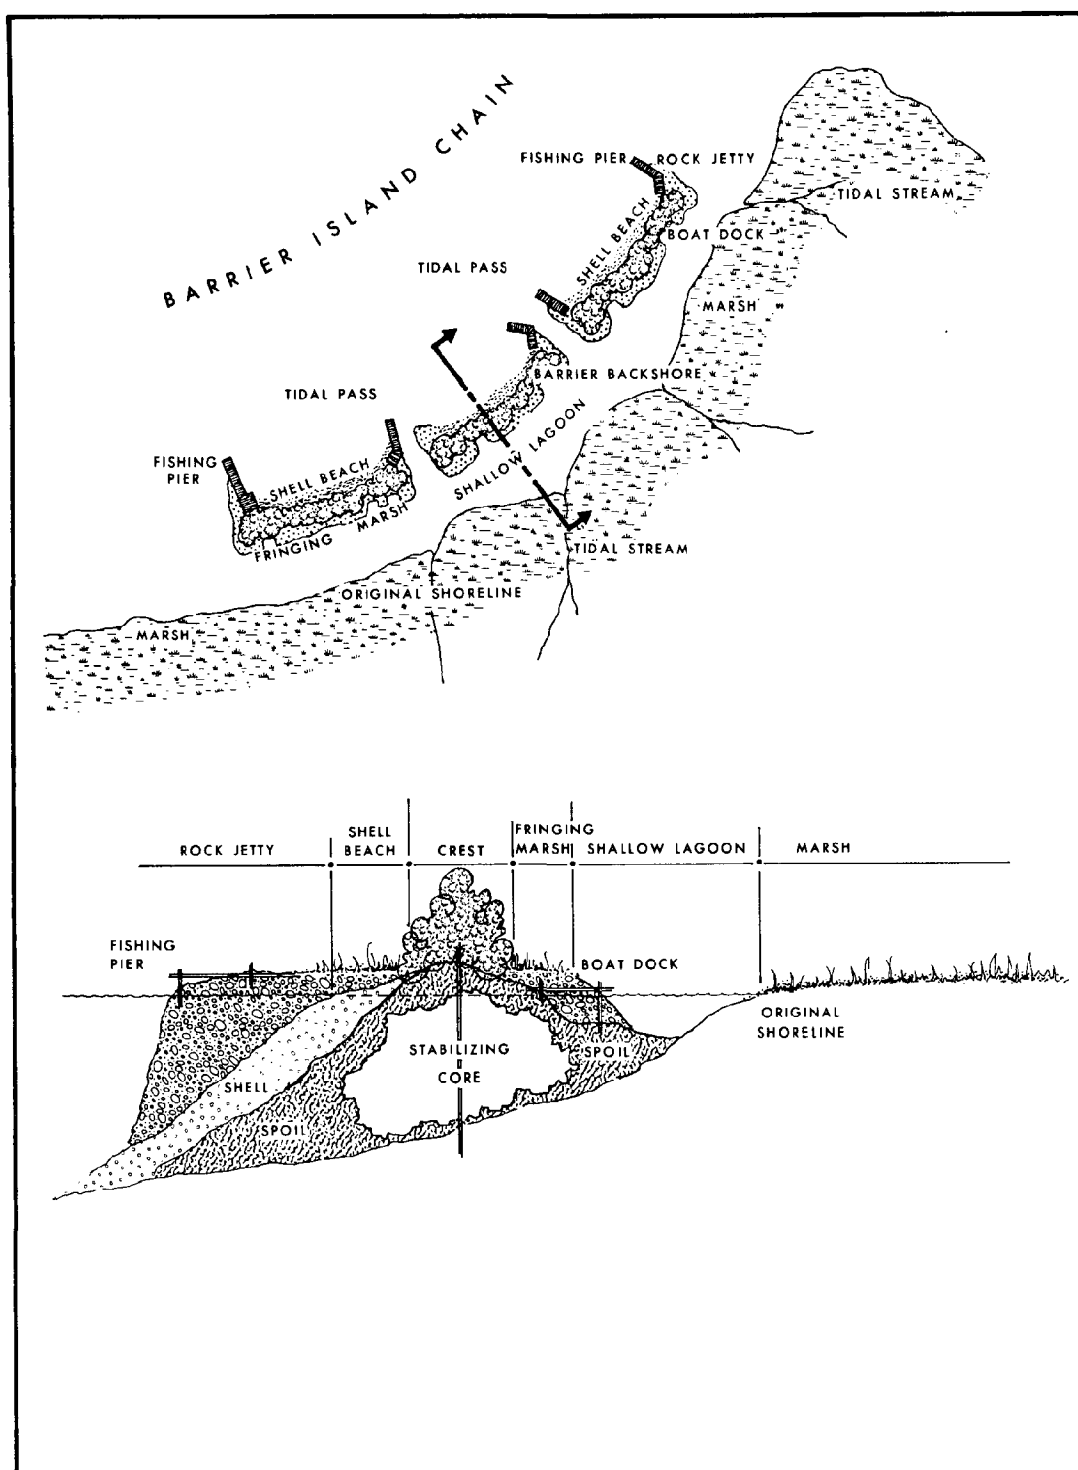 BARRIER ISLAND CHAIN
FISHING PIER
ROCK JETTY
TIDAL STREAM
SHELL BEACH
BOAT DOCK
TIDAL PASS
MARSH
BARRIER BACKSHORE
TIDAL PASS
SHALLOW LAGOON
FISHING
PIER
SHELL BEACH
FRINGING MARSH
TIDAL STREAM
ORIGINAL SHORELINE
MARSH
ROCK JETTY
SHELL
BEACH
CREST
FRINGING
MARSH
SHALLOW LAGOON
MARSH
FISHING
PIER
BOAT DOCK
ORIGINAL
SHORELINE
STABILIZING
CORE
SPOIL
SHELL
SPOIL